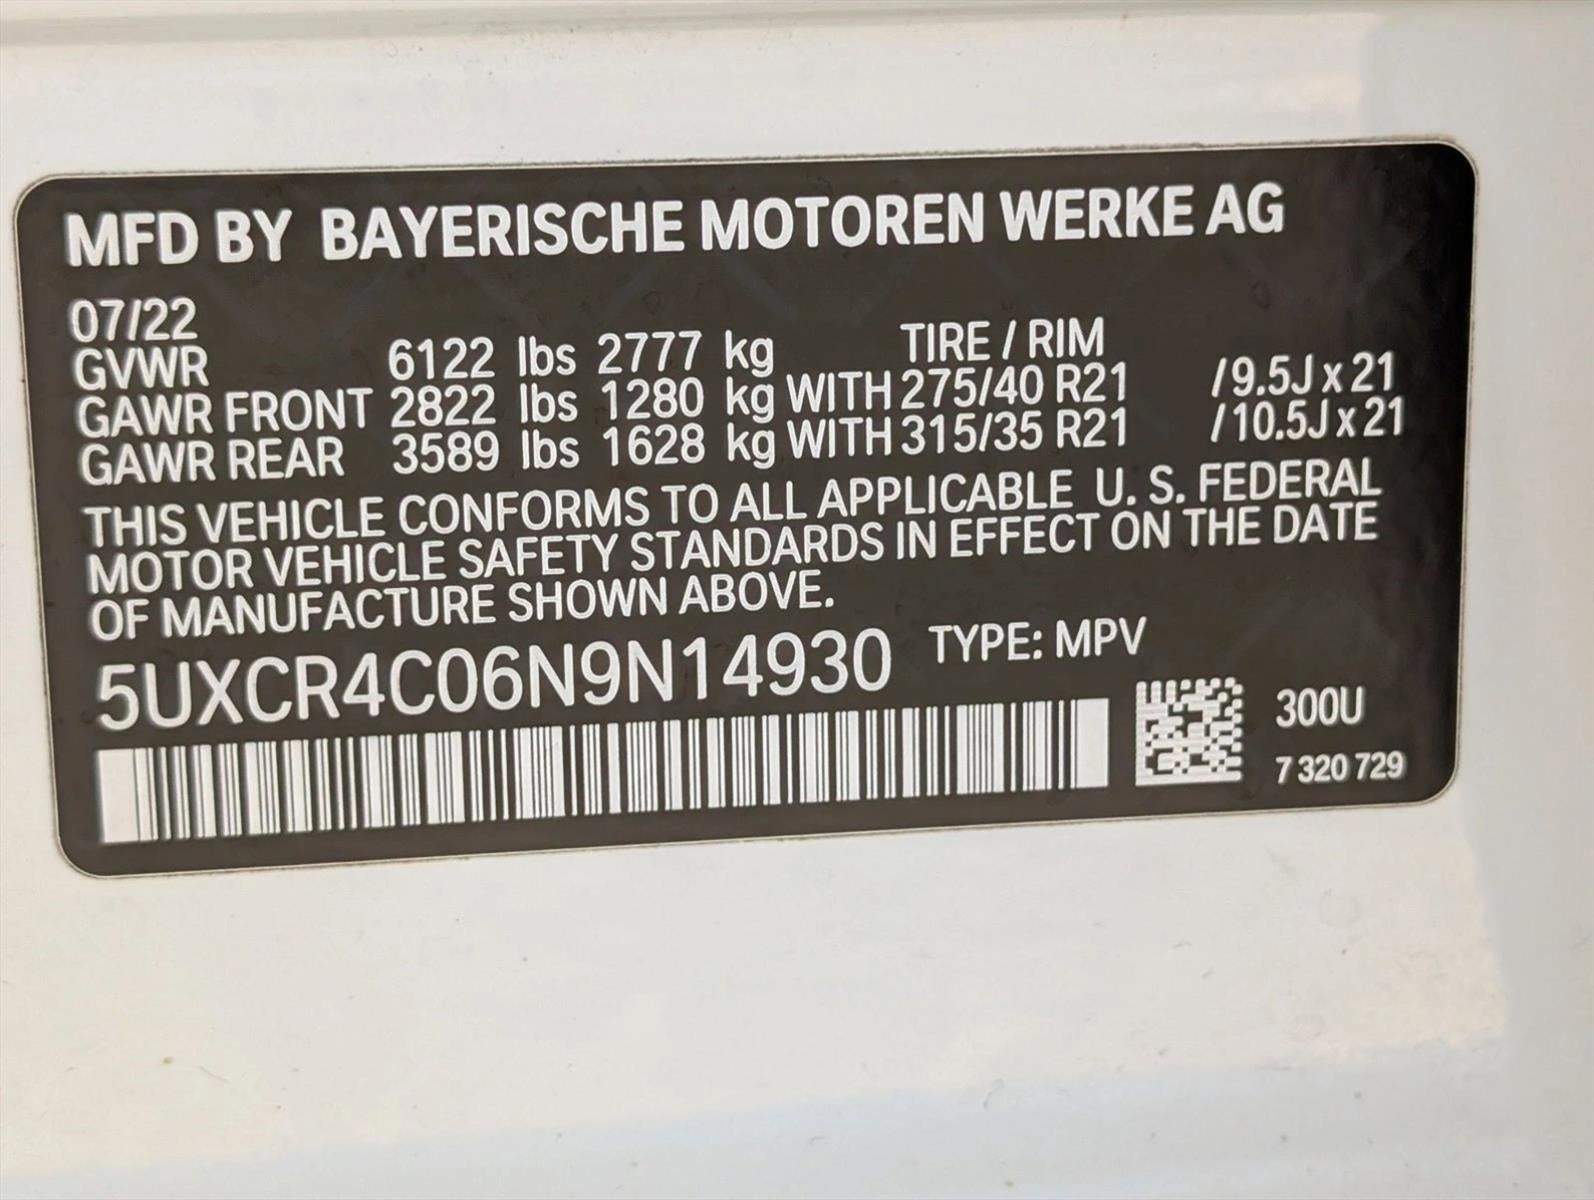 MFD BY BAYERISCHE MOTOREN WERKE AG
07/22 TIRE / RIM
GVWR 6122 lbs 2777 kg
GAWR FRONT 2822 lbs 1280 kg WITH 275/40 R21 /9.5J x 21
GAWR REAR 3589 lbs 1628 kg WITH 315/35 R21 /10.5J x 21
THIS VEHICLE CONFORMS TO ALL APPLICABLE U. S. FEDERAL
MOTOR VEHICLE SAFETY STANDARDS IN EFFECT ON THE DATE
OF MANUFACTURE SHOWN ABOVE.
5UXCR4C06N9N14930 TYPE: MPV
300U
7 320 729